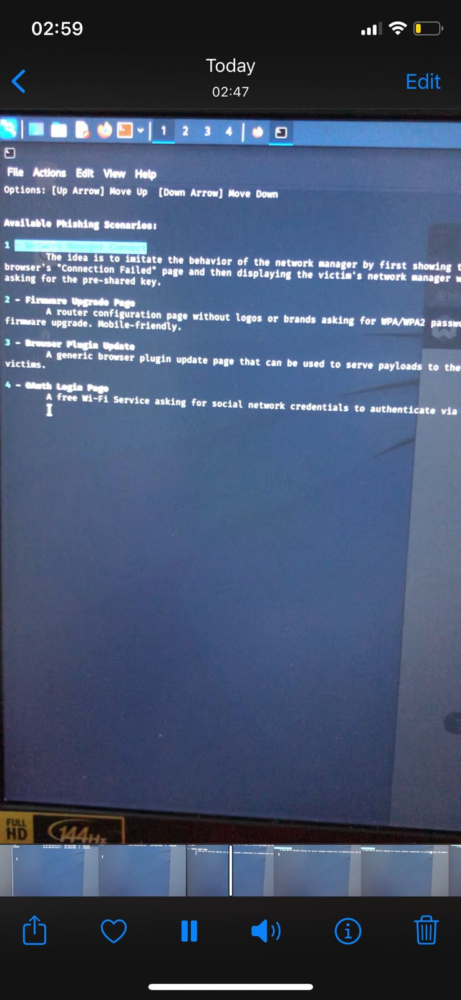 02:59
Today
02:47
Edit
1 2 3 4
File Actions Edit View Help
Options: [Up Arrow] Move Up [Down Arrow] Move Down
Available Phishing Scenarios:
1 - Network Manager Connect
The idea is to imitate the behavior of the network manager by first showing t
browser's "Connection Failed" page and then displaying the victim's network manager w
asking for the pre-shared key.
2 - Firmware Upgrade Page
A router configuration page without logos or brands asking for WPA/WPA2 passwo
firmware upgrade. Mobile-friendly.
3 - Browser Plugin Update
A generic browser plugin update page that can be used to serve payloads to the
victims.
4 - OAuth Login Page
A free Wi-Fi Service asking for social network credentials to authenticate via
FULL
HD
144Hz